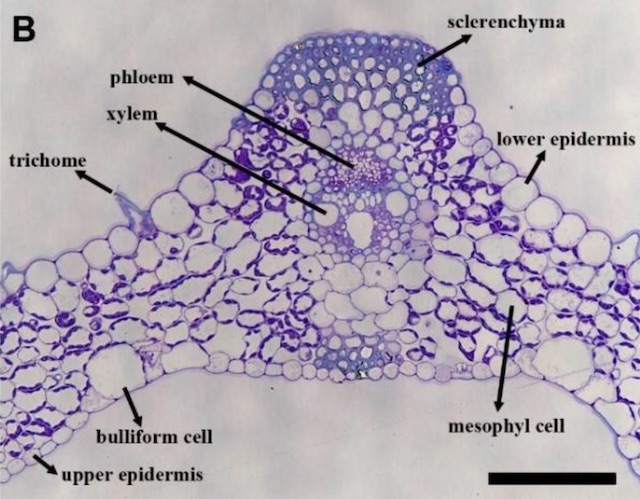 B
sclerenchyma
phloem
xylem
lower epidermis
trichome
mesophyl cell
bulliform cell
upper epidermis